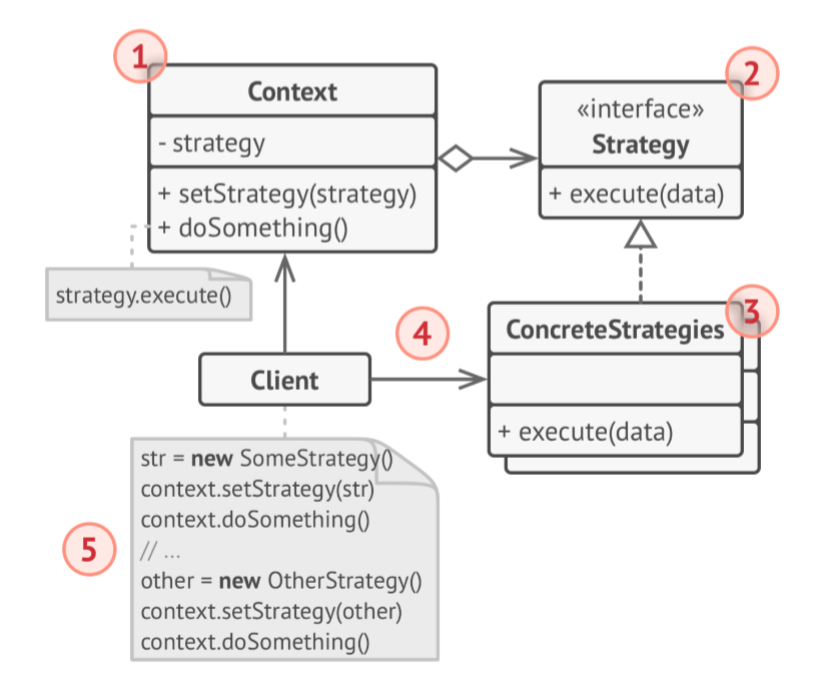 1
Context
- strategy
+ setStrategy(strategy)
+ doSomething()
strategy.execute()
2
«interface»
Strategy
+ execute(data)
3
ConcreteStrategies
+ execute(data)
4
Client
5
str = new SomeStrategy()
context.setStrategy(str)
context.doSomething()
// ...
other = new OtherStrategy()
context.setStrategy(other)
context.doSomething()